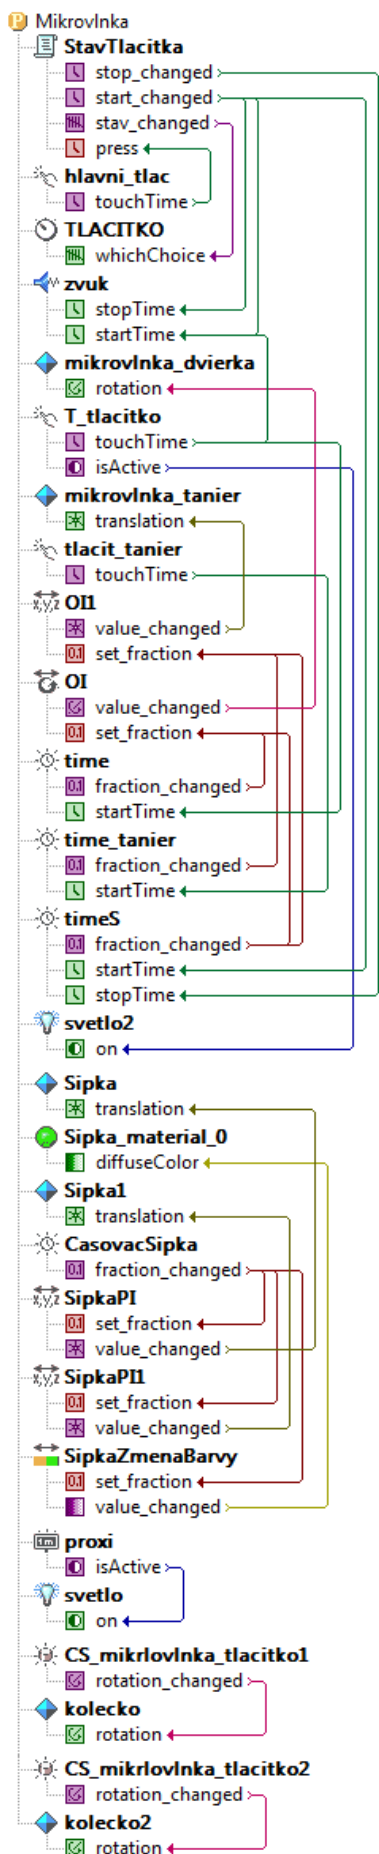 Mikrovlnka
StavTlacitka
stop_changed
start_changed
stav_changed
press
hlavni_tlac
touchTime
TLACITKO
whichChoice
zvuk
stopTime
startTime
mikrovlnka_dvierka
rotation
T_tlacitko
touchTime
isActive
mikrovlnka_tanier
translation
tlacit_tanier
touchTime
OI1
value_changed
set_fraction
OI
value_changed
set_fraction
time
fraction_changed
startTime
time_tanier
fraction_changed
startTime
timeS
fraction_changed
startTime
stopTime
svetlo2
on
Sipka
translation
Sipka_material_0
diffuseColor
Sipka1
translation
CasovacSipka
fraction_changed
SipkaPI
set_fraction
value_changed
SipkaPI1
set_fraction
value_changed
SipkaZmenaBarvy
set_fraction
value_changed
proxi
isActive
svetlo
on
CS_mikrlovlnka_tlacitko1
rotation_changed
kolecko
rotation
CS_mikrlovlnka_tlacitko2
rotation_changed
kolecko2
rotation